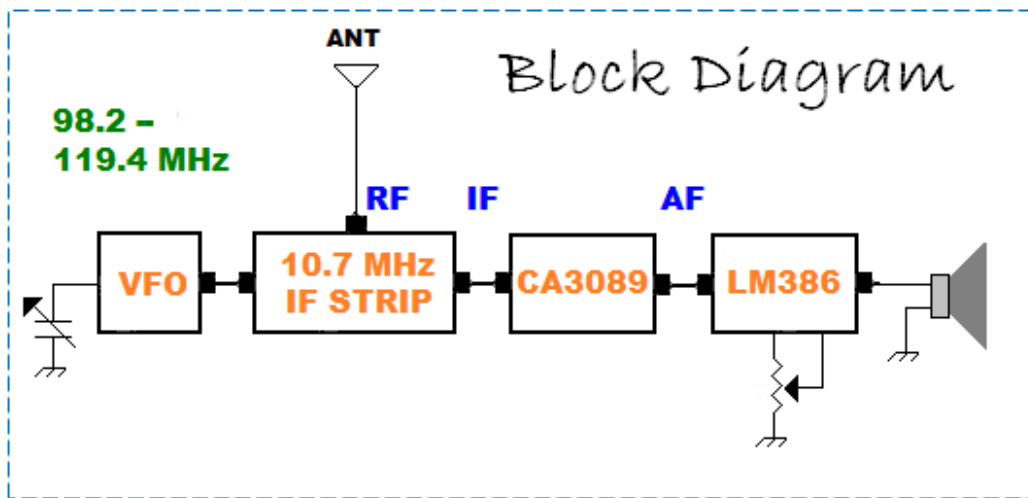 ANT
Block Diagram
98.2 –
119.4 MHz
RF
IF
AF
VFO
10.7 MHz
IF STRIP
CA3089
LM386